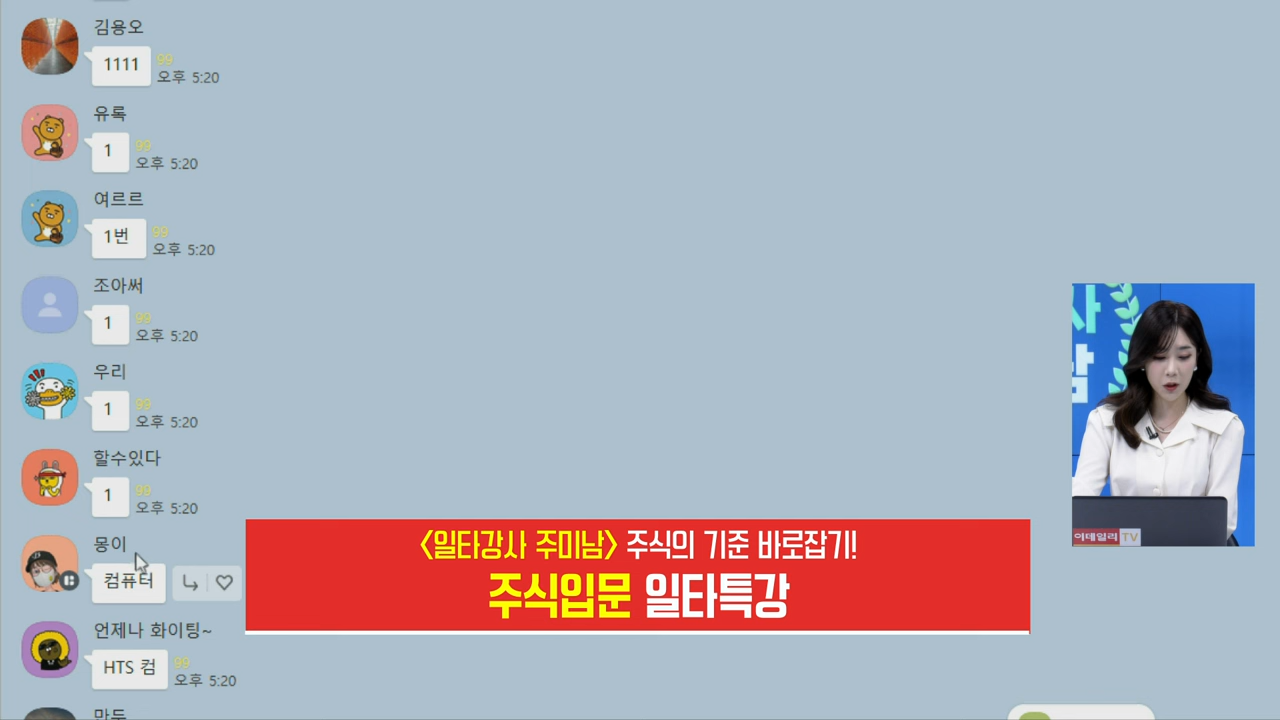 김용오
1111
99
오후 5:20
유록
1
99
오후 5:20
여르르
1번
99
오후 5:20
조아써
1
99
오후 5:20
우리
1
99
오후 5:20
할수있다
1
99
오후 5:20
몽이
컴퓨터
언제나 화이팅~
HTS 컴
99
오후 5:20
만두
<일타강사 주미남> 주식의 기준 바로잡기!
주식입문 일타특강
사
남
이데일리TV